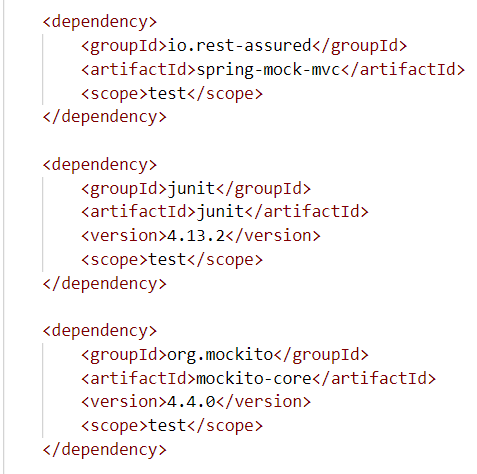 <dependency>
<groupId>io.rest-assured</groupId>
<artifactId>spring-mock-mvc</artifactId>
<scope>test</scope>
</dependency>
<dependency>
<groupId>junit</groupId>
<artifactId>junit</artifactId>
<version>4.13.2</version>
<scope>test</scope>
</dependency>
<dependency>
<groupId>org.mockito</groupId>
<artifactId>mockito-core</artifactId>
<version>4.4.0</version>
<scope>test</scope>
</dependency>